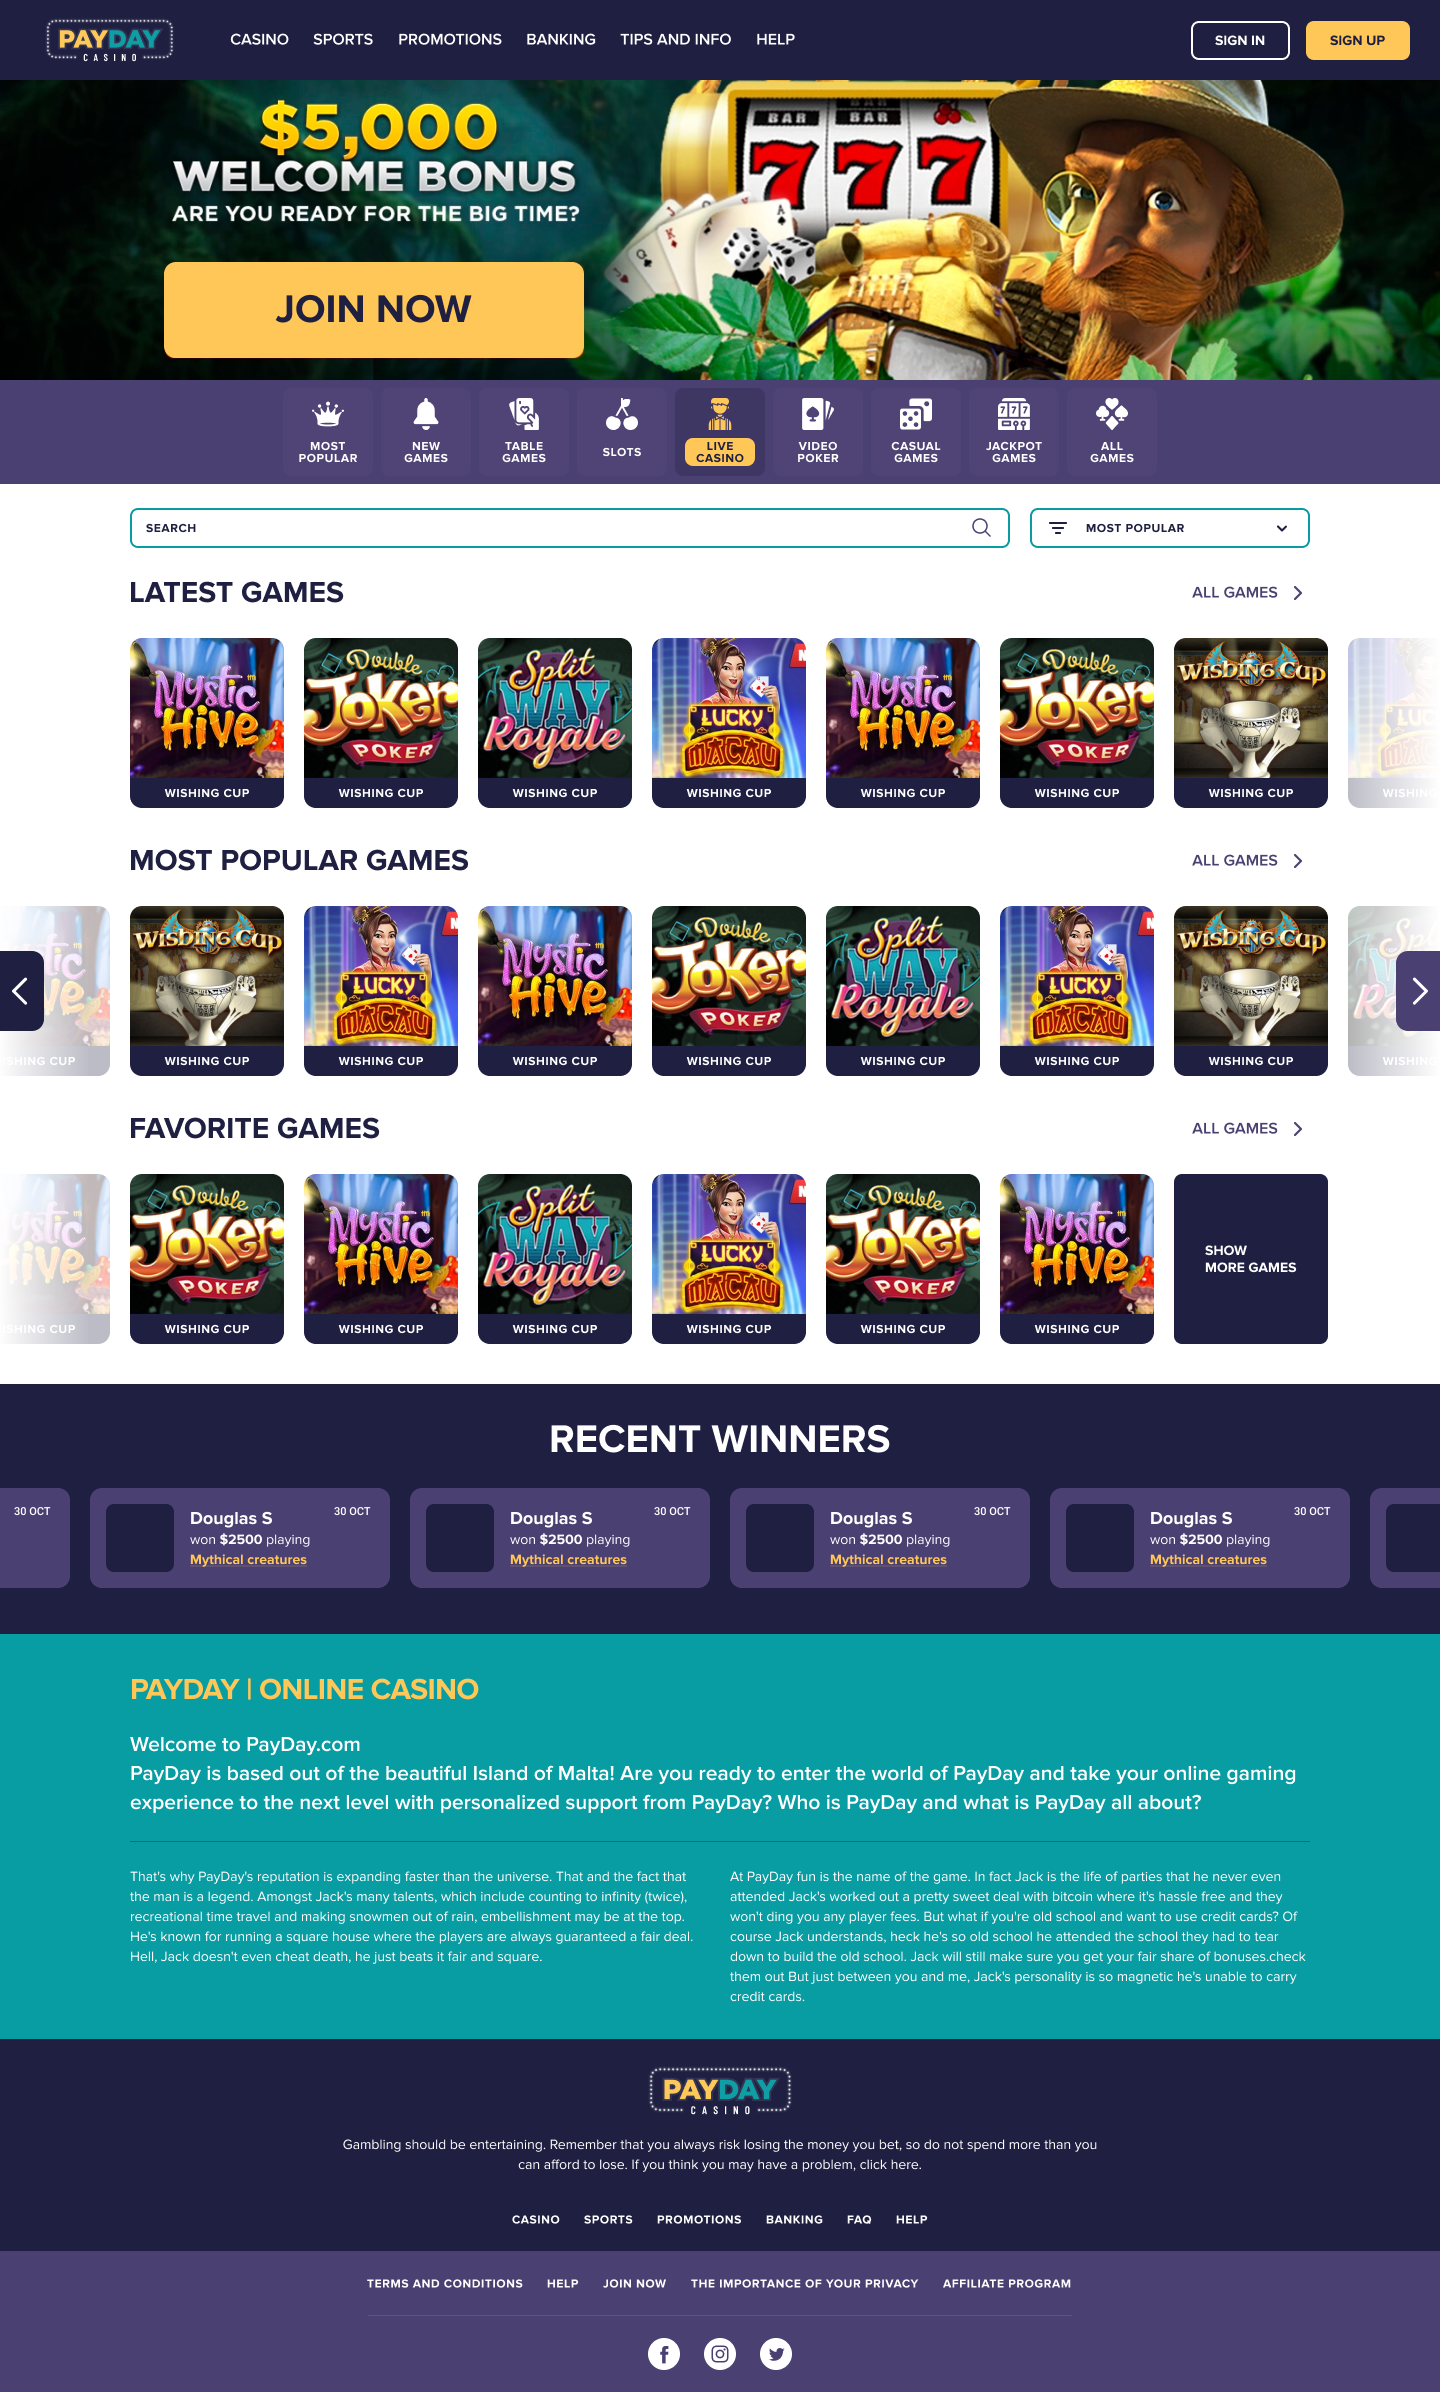 PAYDAY
CASINO
CASINO SPORTS PROMOTIONS BANKING TIPS AND INFO HELP
SIGN IN
SIGN UP
$5,000
WELCOME BONUS
ARE YOU READY FOR THE BIG TIME?
JOIN NOW
BAR BAR
7 7 7
MOST
POPULAR
NEW
GAMES
TABLE
GAMES
SLOTS
LIVE
CASINO
VIDEO
POKER
CASUAL
GAMES
JACKPOT
GAMES
ALL
GAMES
SEARCH
MOST POPULAR
LATEST GAMES
ALL GAMES
Mystic Hive
Double Joker POKER
Split WAY Royale
LUCKY MACAU
Mystic Hive
Double Joker POKER
Wishing Cup
WISHING CUP WISHING CUP WISHING CUP WISHING CUP WISHING CUP WISHING CUP WISHING CUP
MOST POPULAR GAMES
ALL GAMES
Wishing Cup
LUCKY MACAU
Mystic Hive
Double Joker POKER
Split WAY Royale
LUCKY MACAU
Wishing Cup
WISHING CUP WISHING CUP WISHING CUP WISHING CUP WISHING CUP WISHING CUP WISHING CUP
FAVORITE GAMES
ALL GAMES
Double Joker POKER
Mystic Hive
Split WAY Royale
LUCKY MACAU
Double Joker POKER
Mystic Hive
SHOW
MORE GAMES
WISHING CUP WISHING CUP WISHING CUP WISHING CUP WISHING CUP WISHING CUP
RECENT WINNERS
30 OCT
Douglas S 30 OCT
won $2500 playing
Mythical creatures
Douglas S 30 OCT
won $2500 playing
Mythical creatures
Douglas S 30 OCT
won $2500 playing
Mythical creatures
Douglas S 30 OCT
won $2500 playing
Mythical creatures
PAYDAY | ONLINE CASINO
Welcome to PayDay.com
PayDay is based out of the beautiful Island of Malta! Are you ready to enter the world of PayDay and take your online gaming
experience to the next level with personalized support from PayDay? Who is PayDay and what is PayDay all about?
That's why PayDay's reputation is expanding faster than the universe. That and the fact that
the man is a legend. Amongst Jack's many talents, which include counting to infinity (twice),
recreational time travel and making snowmen out of rain, embellishment may be at the top.
He's known for running a square house where the players are always guaranteed a fair deal.
Hell, Jack doesn't even cheat death, he just beats it fair and square.
At PayDay fun is the name of the game. In fact Jack is the life of parties that he never even
attended Jack's worked out a pretty sweet deal with bitcoin where it's hassle free and they
won't ding you any player fees. But what if you're old school and want to use credit cards? Of
course Jack understands, heck he's so old school he attended the school they had to tear
down to build the old school. Jack will still make sure you get your fair share of bonuses.check
them out But just between you and me, Jack's personality is so magnetic he's unable to carry
credit cards.
PAYDAY
CASINO
Gambling should be entertaining. Remember that you always risk losing the money you bet, so do not spend more than you
can afford to lose. If you think you may have a problem, click here.
CASINO SPORTS PROMOTIONS BANKING FAQ HELP
TERMS AND CONDITIONS HELP JOIN NOW THE IMPORTANCE OF YOUR PRIVACY AFFILIATE PROGRAM